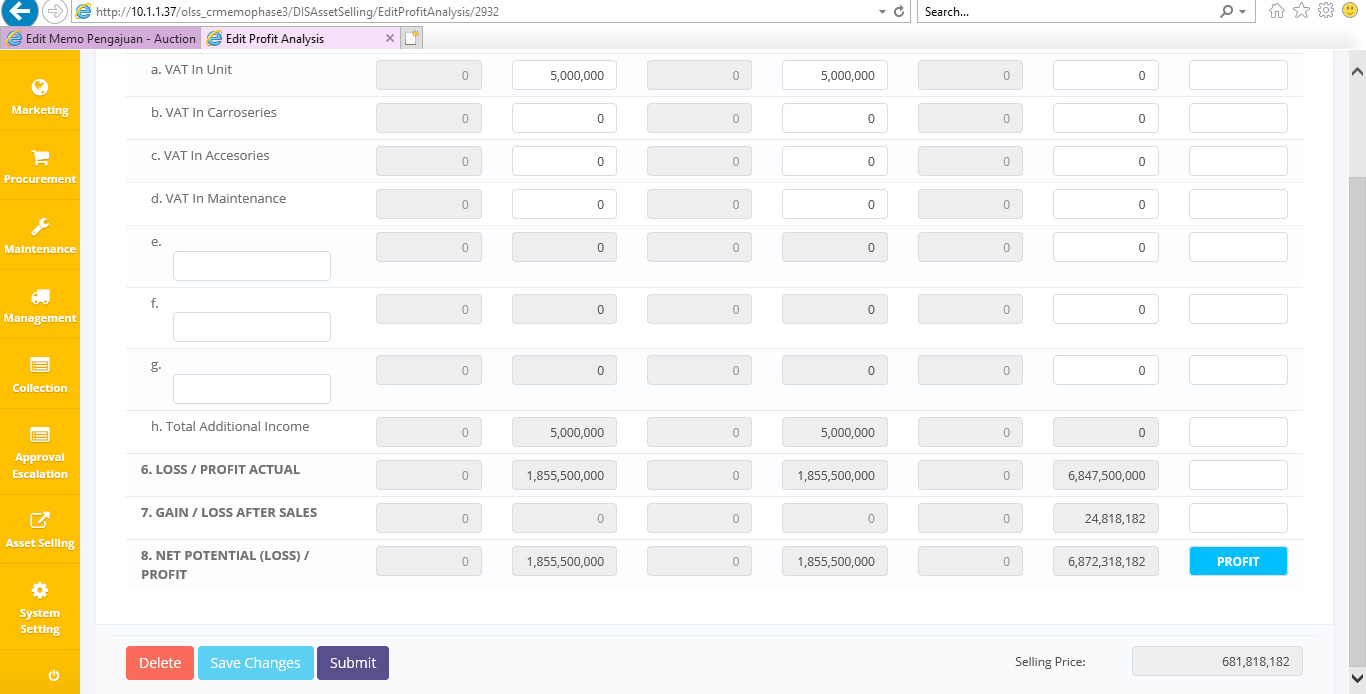 http://10.1.1.37/olss_crmemophase3/DISAssetSelling/EditProfitAnalysis/2932 Search...
Edit Memo Pengajuan - Auction Edit Profit Analysis
Marketing
Procurement
Maintenance
Management
Collection
Approval
Escalation
Asset Selling
System
Setting
a. VAT In Unit 0 5,000,000 0 5,000,000 0 0
b. VAT In Carroseries 0 0 0 0 0 0
c. VAT In Accesories 0 0 0 0 0 0
d. VAT In Maintenance 0 0 0 0 0 0
e. 0 0 0 0 0 0
f. 0 0 0 0 0 0
g. 0 0 0 0 0 0
h. Total Additional Income 0 5,000,000 0 5,000,000 0 0
6. LOSS / PROFIT ACTUAL 0 1,855,500,000 0 1,855,500,000 0 6,847,500,000
7. GAIN / LOSS AFTER SALES 0 0 0 0 0 24,818,182
8. NET POTENTIAL (LOSS) / 0 1,855,500,000 0 1,855,500,000 0 6,872,318,182 PROFIT
PROFIT
Delete Save Changes Submit Selling Price: 681,818,182